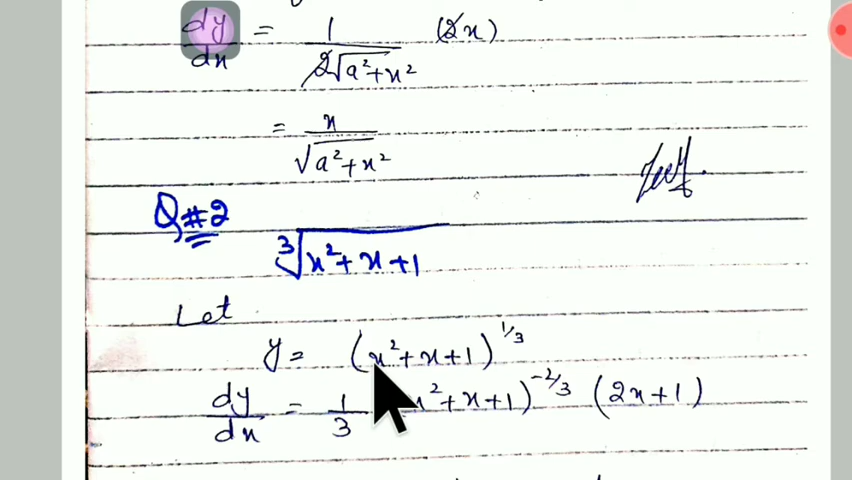 dy/dx = 1/(2√(a²+x²)) (2x)
= x/√(a²+x²)
Q#2
∛(x²+x+1)
Let
y = (x²+x+1)^(1/3)
dy/dx = 1/3 x²+x+1)^(-2/3) (2x+1)